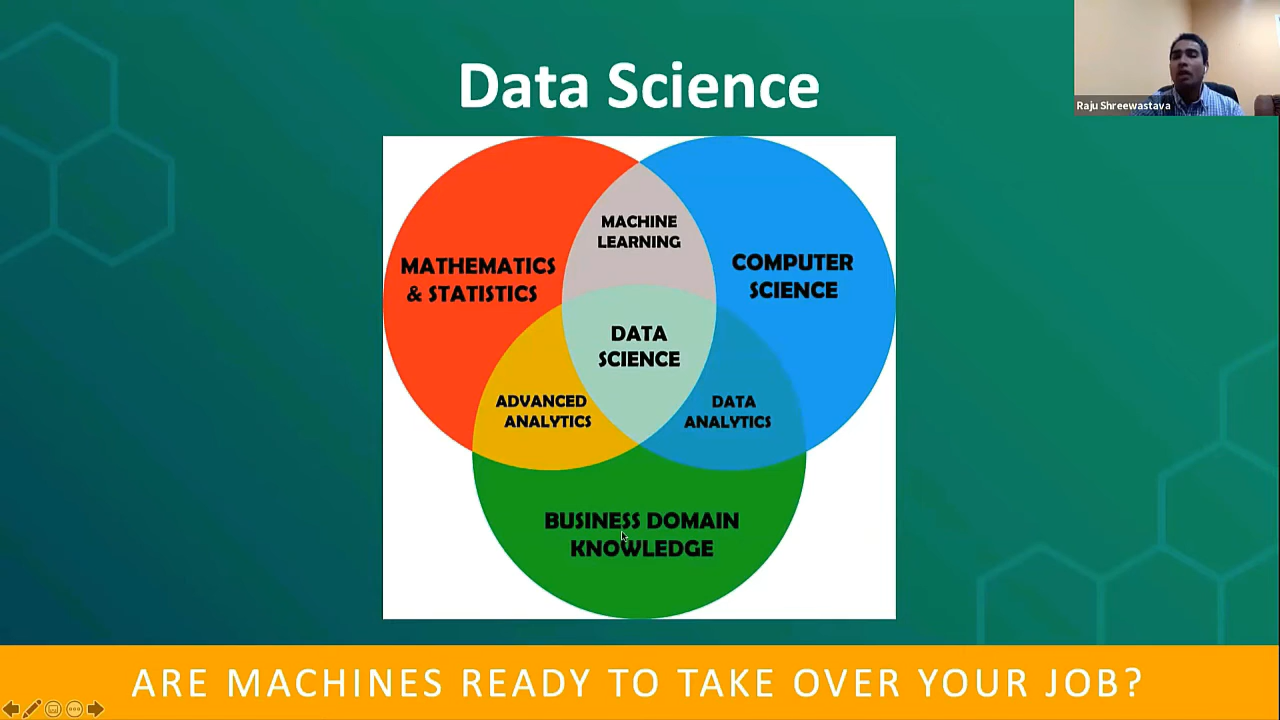 Data Science
Raju Shreewastava
MACHINE
LEARNING
MATHEMATICS
& STATISTICS
COMPUTER
SCIENCE
DATA
SCIENCE
ADVANCED
ANALYTICS
DATA
ANALYTICS
BUSINESS DOMAIN
KNOWLEDGE
ARE MACHINES READY TO TAKE OVER YOUR JOB?